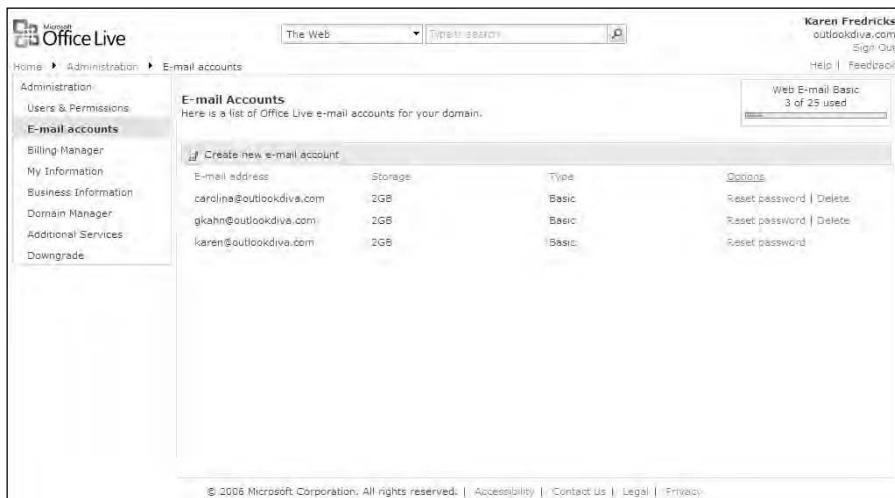 Microsoft
Office Live
The Web
Type to search
Karen Fredricks
outlookdiva.com
Sign Out
Home Administration E-mail accounts
Help | Feedback
Administration
Users & Permissions
E-mail accounts
Billing Manager
My Information
Business Information
Domain Manager
Additional Services
Downgrade
E-mail Accounts
Here is a list of Office Live e-mail accounts for your domain.
Web E-mail Basic
3 of 25 used
Create new e-mail account
E-mail address Storage Type Options
carolina@outlookdiva.com 2GB Basic Reset password | Delete
gkahn@outlookdiva.com 2GB Basic Reset password | Delete
karen@outlookdiva.com 2GB Basic Reset password
© 2006 Microsoft Corporation. All rights reserved. | Accessibility | Contact Us | Legal | Privacy